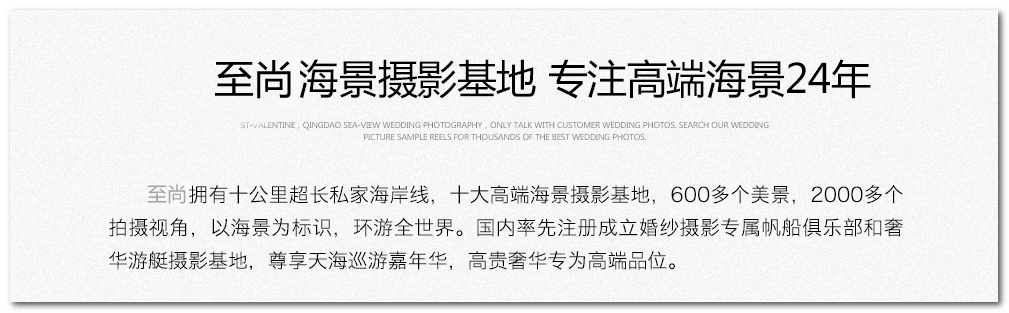 至尚海景摄影基地 专注高端海景24年
ST•VALENTINE , QINGDAO SEA-VIEW WEDDING PHOTOGRAPHY , ONLY TALK WITH CUSTOMER WEDDING PHOTOS. SEARCH OUR WEDDING
PICTURE SAMPLE REELS FOR THOUSANDS OF THE BEST WEDDING PHOTOS.
至尚拥有十公里超长私家海岸线，十大高端海景摄影基地，600多个美景，2000多个
拍摄视角，以海景为标识，环游全世界。国内率先注册成立婚纱摄影专属帆船俱乐部和奢
华游艇摄影基地，尊享天海巡游嘉年华，高贵奢华专为高端品位。